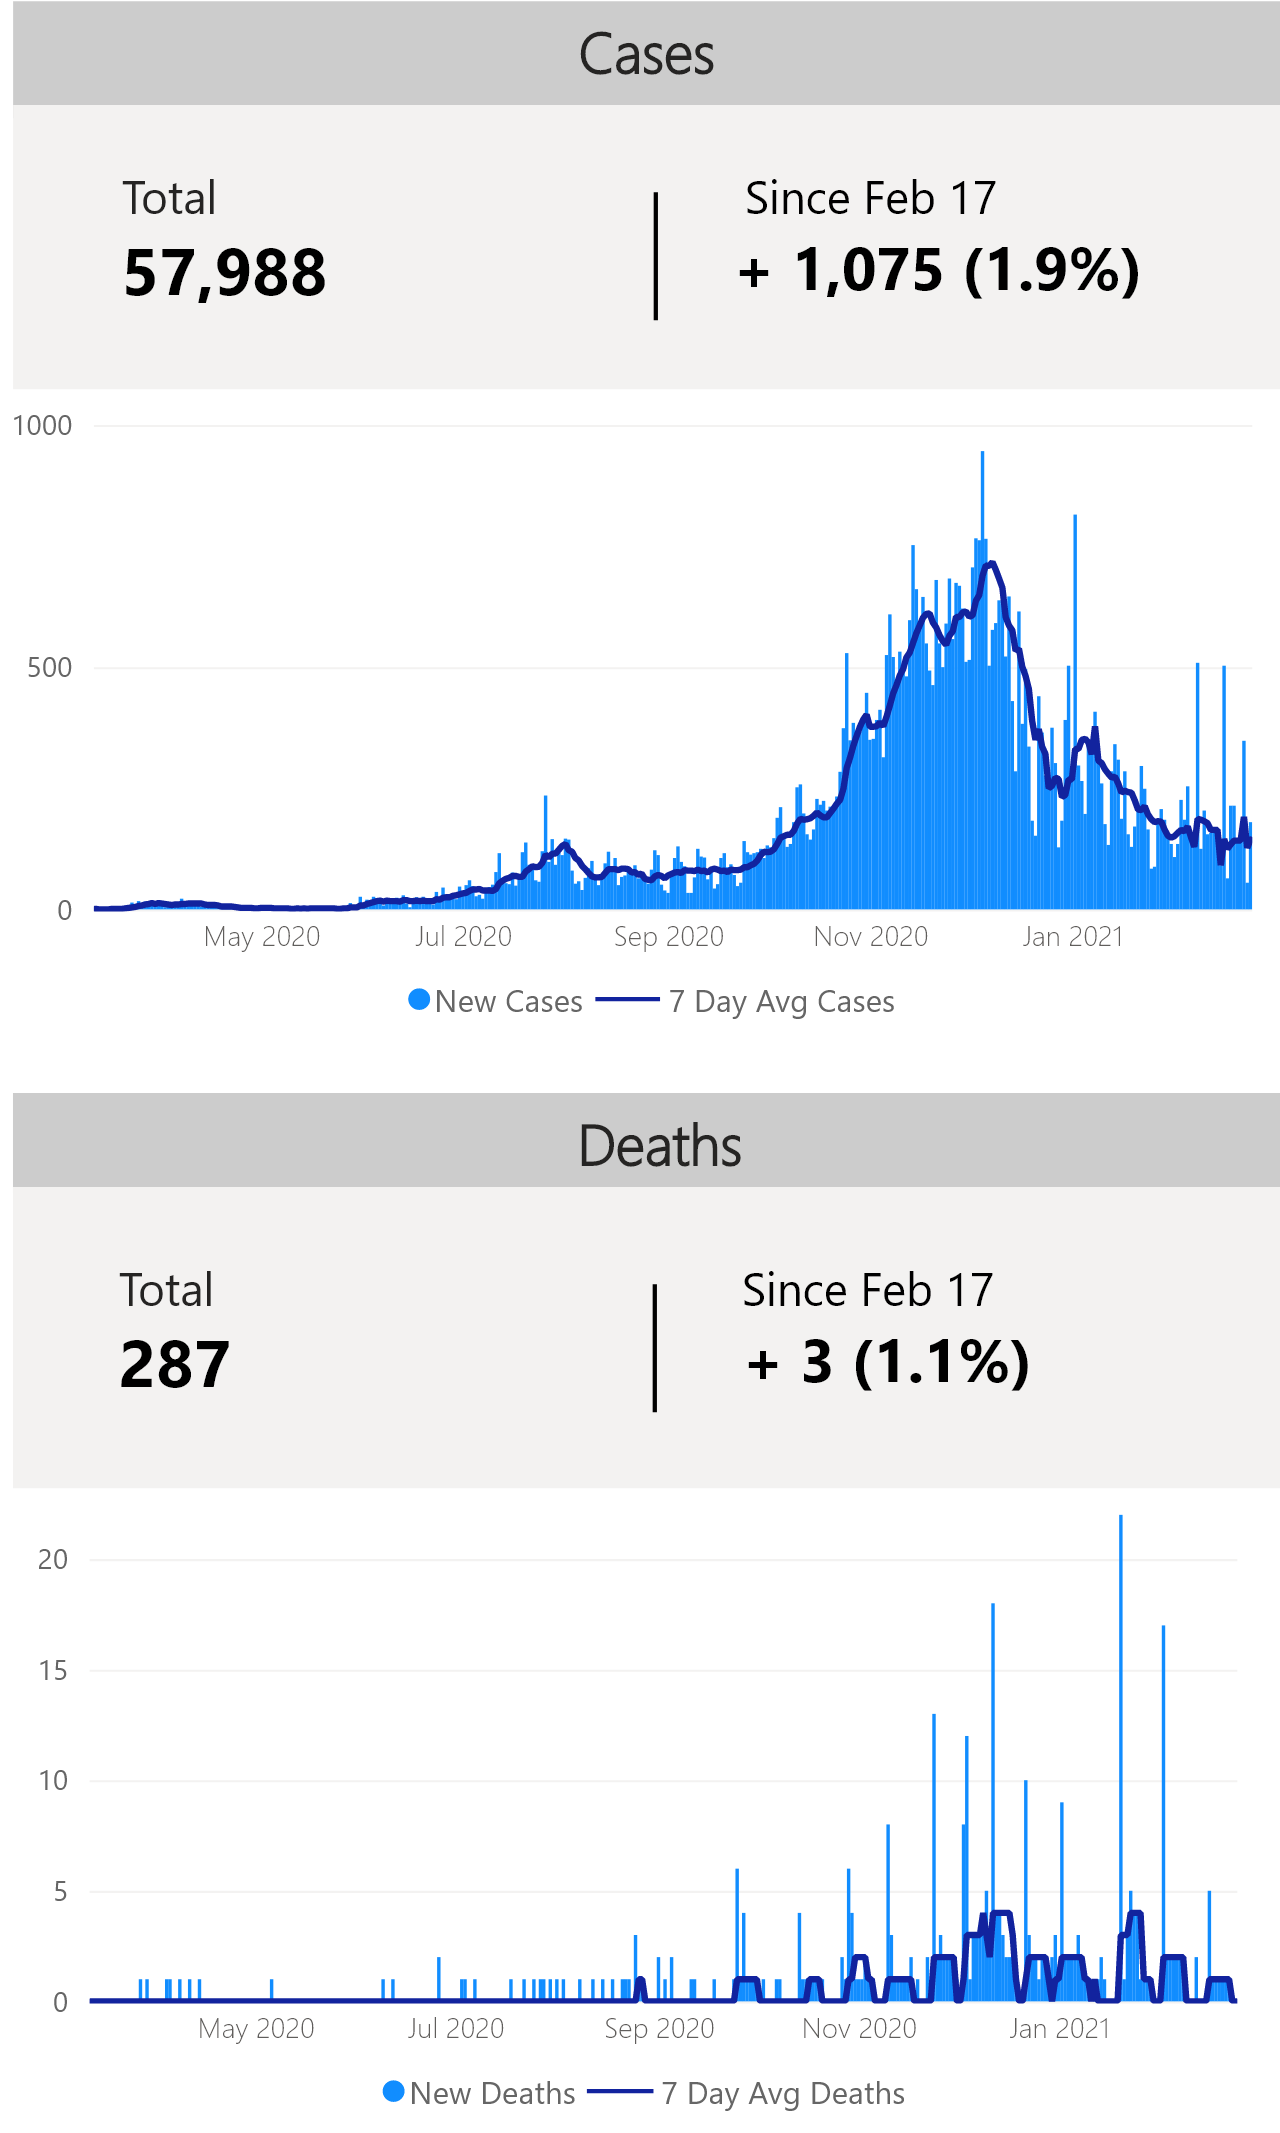 Cases
Total
Since Feb 17
57,988
+ 1,075 (1.9%)
1000
500
0
May 2020
Jul 2020
Sep 2020
Nov 2020
Jan 2021
New Cases
7 Day Avg Cases
Deaths
Total
Since Feb 17
287
+ 3 (1.1%)
20
15
10
5
0
May 2020
Jul 2020
Sep 2020
Nov 2020
Jan 2021
New Deaths
7 Day Avg Deaths